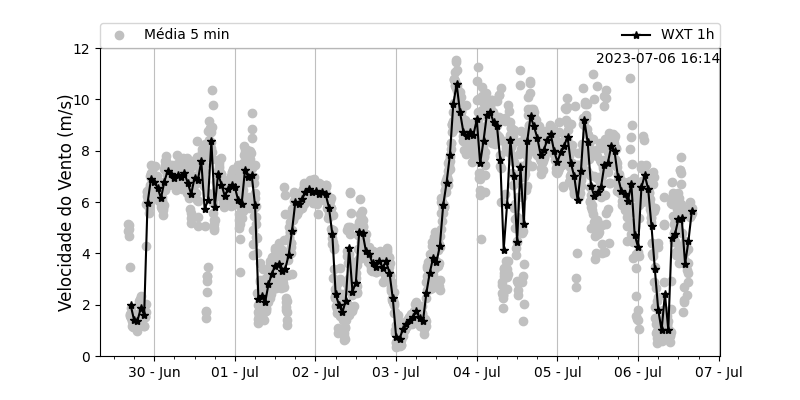 Média 5 min
WXT 1h
2023-07-06 16:14
Velocidade do Vento (m/s)
12
10
8
6
4
2
0
30 - Jun
01 - Jul
02 - Jul
03 - Jul
04 - Jul
05 - Jul
06 - Jul
07 - Jul